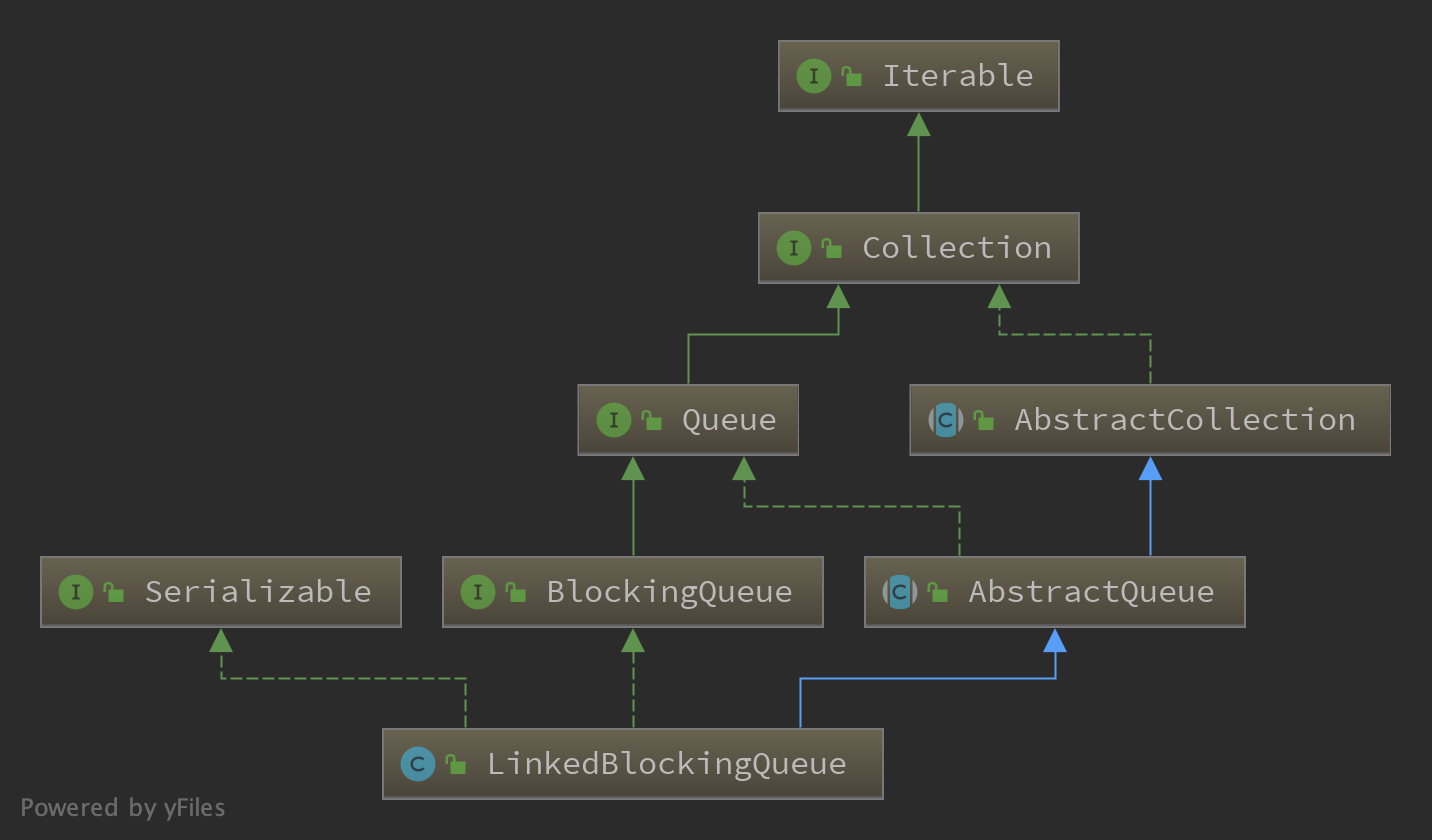 I Iterable
I Collection
I Queue
C AbstractCollection
I Serializable
I BlockingQueue
C AbstractQueue
C LinkedBlockingQueue
Powered by yFiles